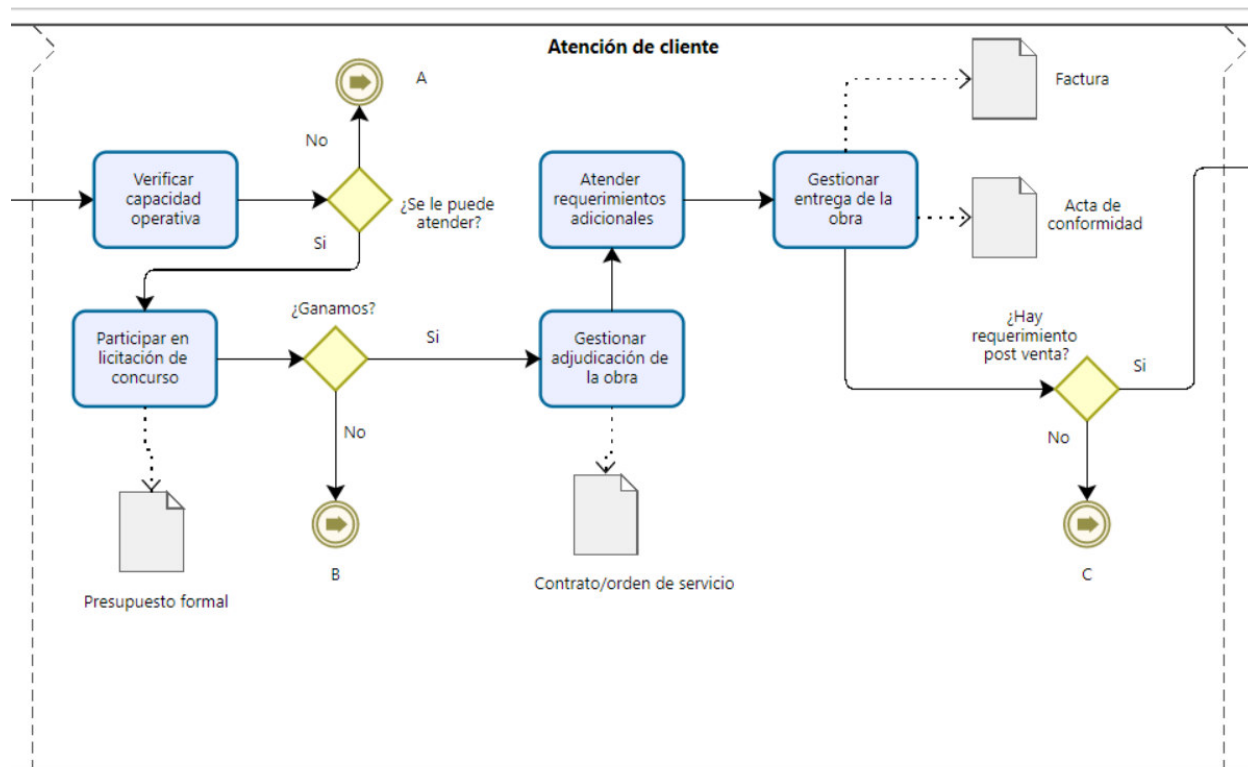 Atención de cliente
A
No
Verificar
capacidad
operativa
¿Se le puede
atender?
Si
Atender
requerimientos
adicionales
Gestionar
entrega de la
obra
Factura
Acta de
conformidad
Participar en
licitación de
concurso
¿Ganamos?
Si
No
Gestionar
adjudicación de
la obra
¿Hay
requerimiento
post venta?
Si
No
Presupuesto formal
B
Contrato/orden de servicio
C